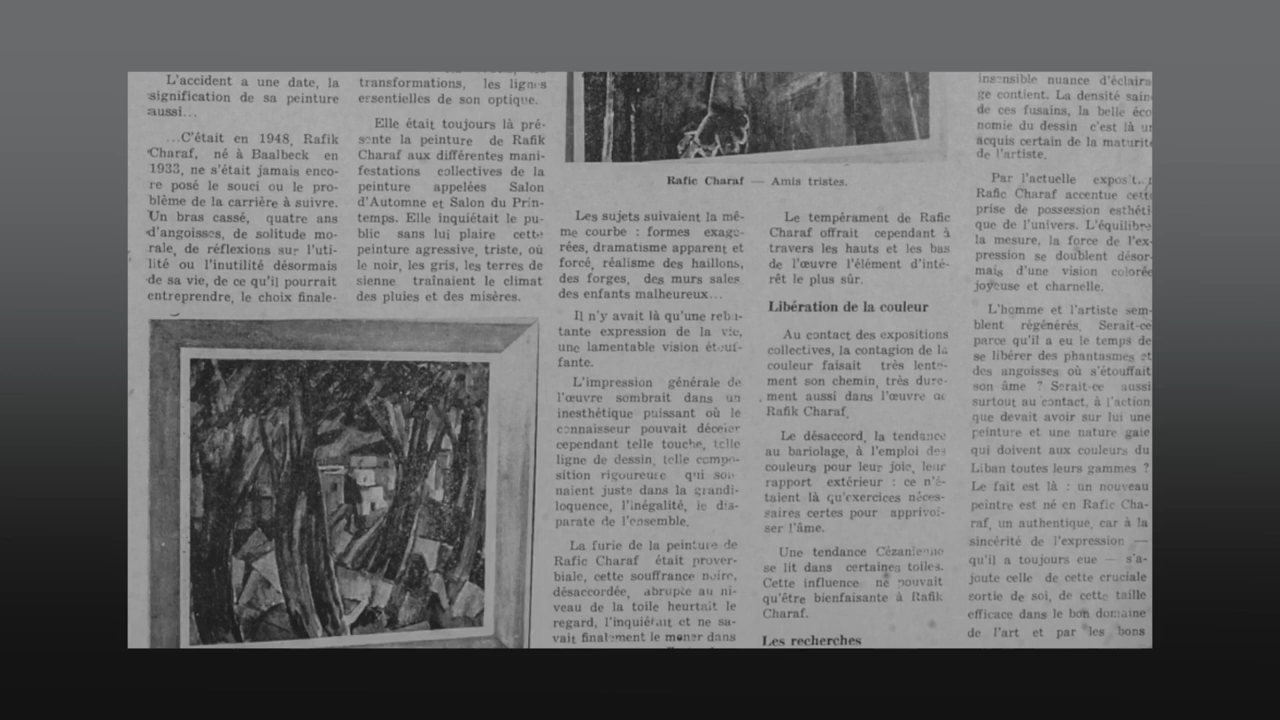 L'accident a une date, la
signification de sa peinture
aussi...
...C'était en 1948, Rafik
Charaf, né à Baalbeck en
1933, ne s'était jamais enco-
re posé le souci ou le pro-
blème de la carrière à suivre.
Un bras cassé, quatre ans
d'angoisses, de solitude mo-
rale, de réflexions sur l'uti-
lité ou l'inutilité désormais
de sa vie, de ce qu'il pourrait
entreprendre, le choix finale-
transformations, les lignes
essentielles de son optique.
Elle était toujours là pré-
sente la peinture de Rafik
Charaf aux différentes mani-
festations collectives de la
peinture appelées Salon
d'Automne et Salon du Prin-
temps. Elle inquiétait le pu-
blic sans lui plaire cette
peinture agressive, triste, où
le noir, les gris, les terres de
sienne traînaient le climat
des pluies et des misères.
Rafic Charaf — Amis tristes.
Les sujets suivaient la mê-
me courbe : formes exagé-
rées, dramatisme apparent et
forcé, réalisme des haillons,
des forges, des murs sales
des enfants malheureux...
Il n'y avait là qu'une rebu-
tante expression de la vie,
une lamentable vision étouf-
fante.
L'impression générale de
l'œuvre sombrait dans un
inesthétique puissant où le
connaisseur pouvait déceler
cependant telle touche, telle
ligne de dessin, telle compo-
sition rigoureuse qui son-
naient juste dans la grandi-
loquence, l'inégalité, le dis-
parate de l'ensemble.
La furie de la peinture de
Rafic Charaf était prover-
biale, cette souffrance noire,
désaccordée, abrupte au ni-
veau de la toile heurtait le
regard, l'inquiétait et ne sa-
vait finalement le mener dans
Le tempérament de Rafic
Charaf offrait cependant à
travers les hauts et les bas
de l'œuvre l'élément d'inté-
rêt le plus sûr.
Libération de la couleur
Au contact des expositions
collectives, la contagion de la
couleur faisait très lente-
ment son chemin, très dure-
ment aussi dans l'œuvre de
Rafik Charaf.
Le désaccord, la tendance
au bariolage, à l'emploi des
couleurs pour leur joie, leur
rapport extérieur : ce n'é-
taient là qu'exercices néces-
saires certes pour apprivoi-
ser l'âme.
Une tendance Cézanienne
se lit dans certaines toiles.
Cette influence ne pouvait
qu'être bienfaisante à Rafik
Charaf.
Les recherches
insensible nuance d'éclaira
ge contient. La densité sain
de ces fusains, la belle éco
nomie du dessin c'est là un
acquis certain de la maturité
de l'artiste.
Par l'actuelle
Rafic Charaf accentue cette
prise de possession esthéti
que de l'univers. L'équilibre
la mesure, la force de l'ex-
pression se doublent désor-
mais d'une vision colorée
joyeuse et charnelle.
L'homme et l'artiste sem-
blent régénérés. Serait-ce
parce qu'il a eu le temps de
se libérer des phantasmes et
des angoisses où s'étouffait
son âme ? Serait-ce aussi
surtout au contact, à l'action
que devait avoir sur lui une
peinture et une nature gaie
qui doivent aux couleurs du
Liban toutes leurs gammes ?
Le fait est là : un nouveau
peintre est né en Rafic Cha-
raf, un authentique, car à la
sincérité de l'expression —
qu'il a toujours eue — s'a-
joute celle de cette cruciale
sortie de soi, de cette taille
efficace dans le bon domaine
de l'art et par les bons